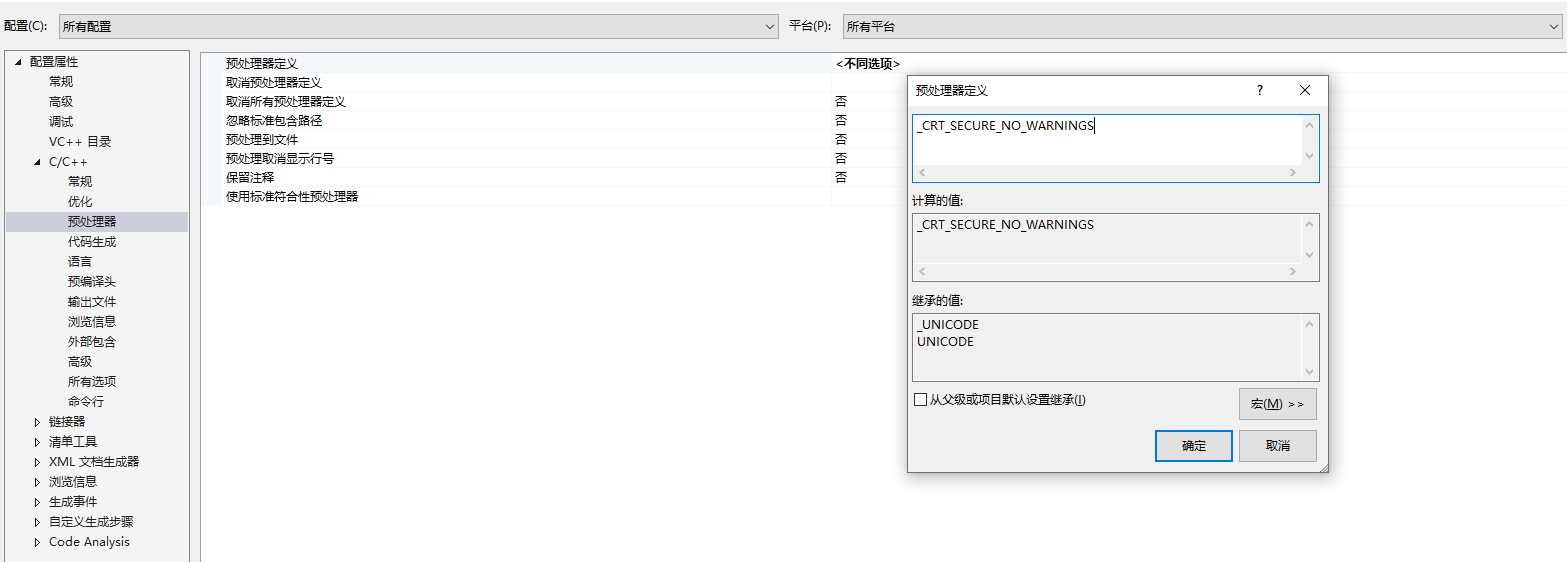 配置(C): 所有配置 平台(P): 所有平台
配置属性
常规
高级
调试
VC++ 目录
C/C++
常规
优化
预处理器
代码生成
语言
预编译头
输出文件
浏览信息
外部包含
高级
所有选项
命令行
链接器
清单工具
XML 文档生成器
浏览信息
生成事件
自定义生成步骤
Code Analysis
预处理器定义 <不同选项>
取消预处理器定义
取消所有预处理器定义 否
忽略标准包含路径 否
预处理到文件 否
预处理取消显示行号 否
保留注释 否
使用标准符合性预处理器
预处理器定义 ?
_CRT_SECURE_NO_WARNINGS
计算的值:
_CRT_SECURE_NO_WARNINGS
继承的值:
_UNICODE
UNICODE
从父级或项目默认设置继承(I)
宏(M) >>
确定 取消